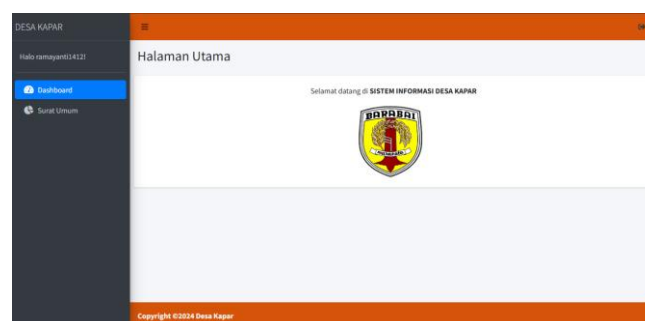 DESA KAPAR
Halo ramayanti1412!
Dashboard
Surat Umum
Halaman Utama
Selamat datang di SISTEM INFORMASI DESA KAPAR
BARABAI
Copyright ©2024 Desa Kapar